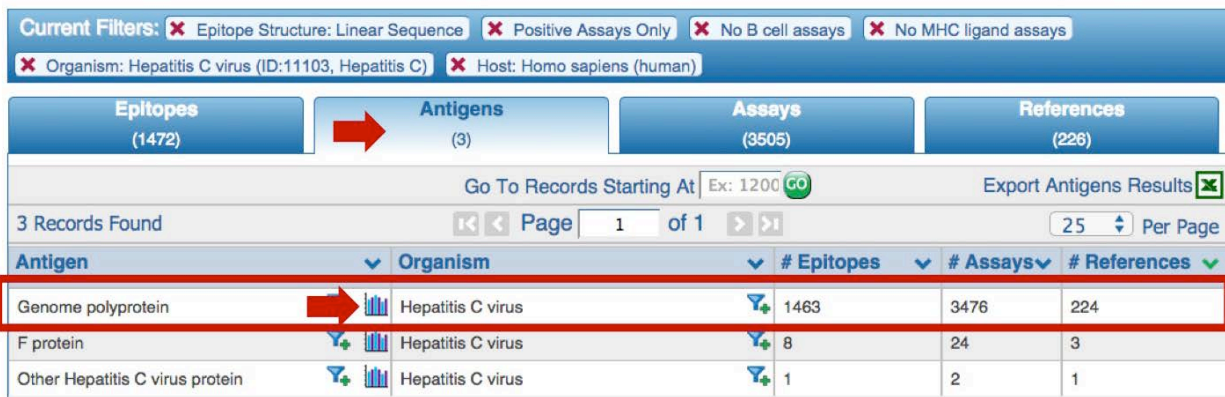 Current Filters: Epitope Structure: Linear Sequence Positive Assays Only No B cell assays No MHC ligand assays
Organism: Hepatitis C virus (ID:11103, Hepatitis C) Host: Homo sapiens (human)
Epitopes Antigens Assays References
(1472) (3) (3505) (226)
Go To Records Starting At Ex: 1200 GO Export Antigens Results
3 Records Found Page 1 of 1 25 Per Page
Antigen Organism # Epitopes # Assays # References
Genome polyprotein Hepatitis C virus 1463 3476 224
F protein Hepatitis C virus 8 24 3
Other Hepatitis C virus protein Hepatitis C virus 1 2 1